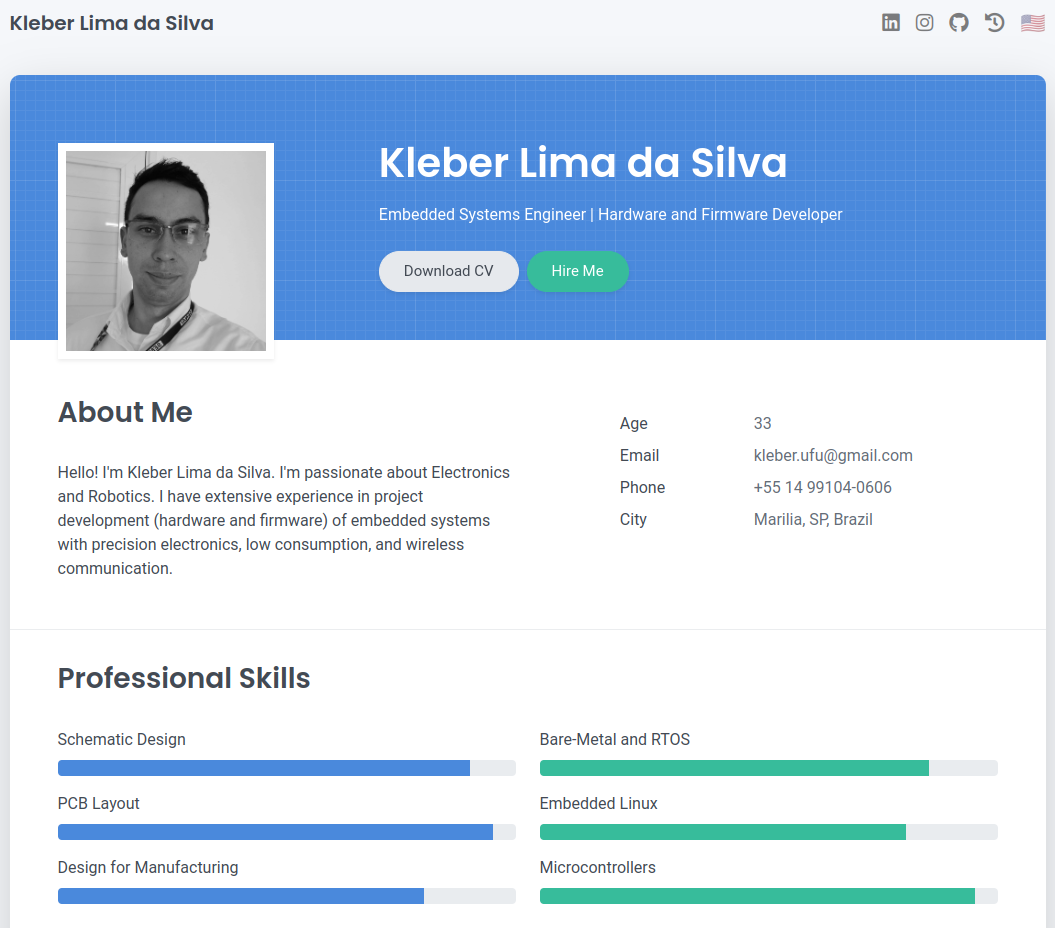 Kleber Lima da Silva
Kleber Lima da Silva
Embedded Systems Engineer | Hardware and Firmware Developer
Download CV
Hire Me
About Me
Hello! I'm Kleber Lima da Silva. I'm passionate about Electronics
and Robotics. I have extensive experience in project
development (hardware and firmware) of embedded systems
with precision electronics, low consumption, and wireless
communication.
Age 33
Email kleber.ufu@gmail.com
Phone +55 14 99104-0606
City Marilia, SP, Brazil
Professional Skills
Schematic Design
PCB Layout
Design for Manufacturing
Bare-Metal and RTOS
Embedded Linux
Microcontrollers